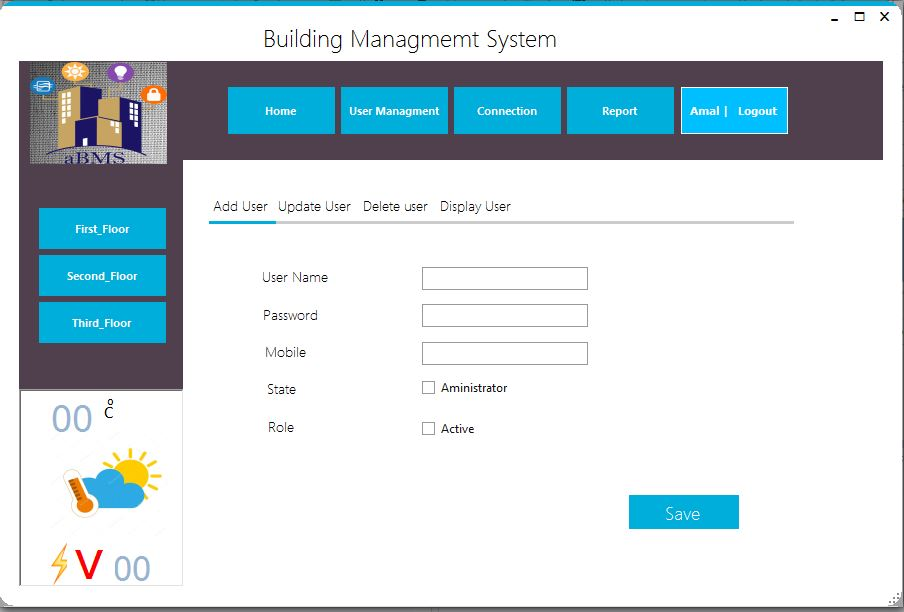 Building Managmemt System
aBMS
Home
User Managment
Connection
Report
Amal | Logout
First_Floor
Second_Floor
Third_Floor
Add User
Update User
Delete user
Display User
User Name
Password
Mobile
State
Aministrator
Role
Active
Save
00 °C
V 00